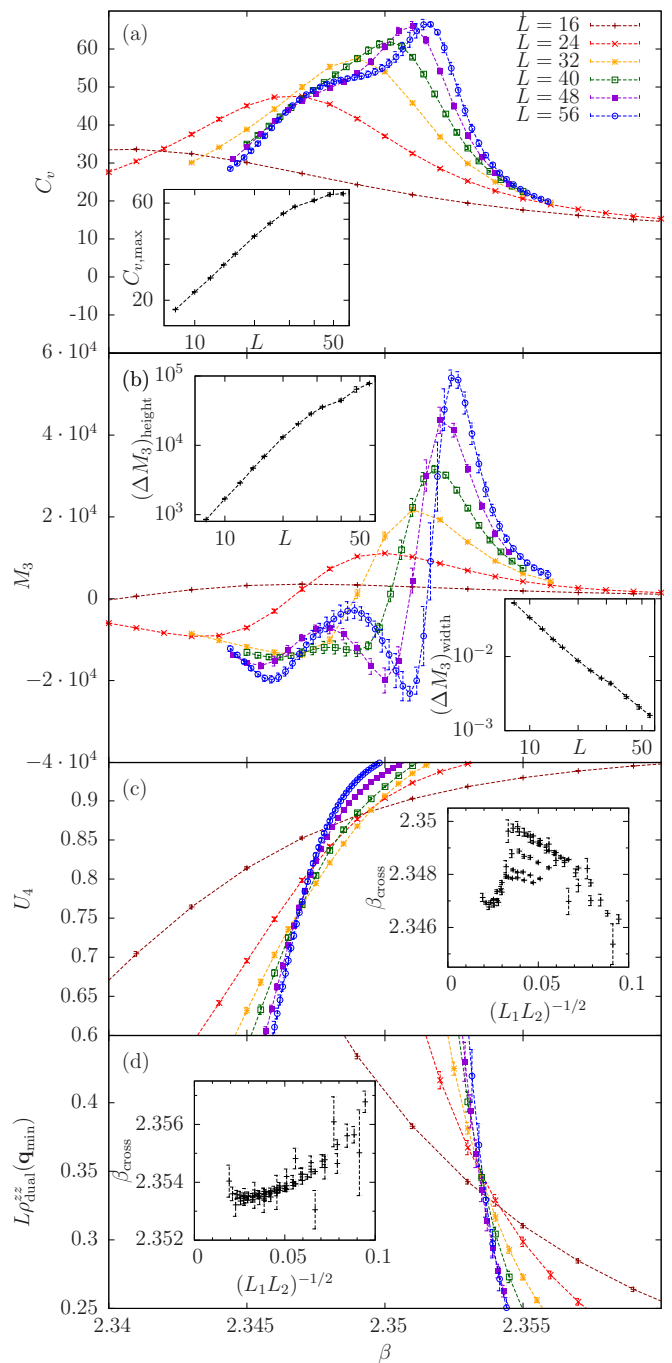 (a)
L = 16
L = 24
L = 32
L = 40
L = 48
L = 56
70
60
50
40
30
20
10
0
-10
C_v
60
20
C_{v,max}
10 L 50
6 · 10^4
4 · 10^4
2 · 10^4
0
−2 · 10^4
−4 · 10^4
M_3
(b)
10^5
10^4
10^3
(ΔM_3)_height
10 L 50
10^{−2}
10^{−3}
(ΔM_3)_width
10 L 50
(c)
0.9
0.85
0.8
0.75
0.7
0.65
0.6
U_4
2.35
2.348
2.346
β_cross
0 0.05 0.1
(L_1L_2)^{−1/2}
(d)
0.4
0.35
0.3
0.25
Lρ^{zz}_{dual}(q_min)
2.356
2.354
2.352
β_cross
0 0.05 0.1
(L_1L_2)^{−1/2}
2.34 2.345 2.35 2.355
β